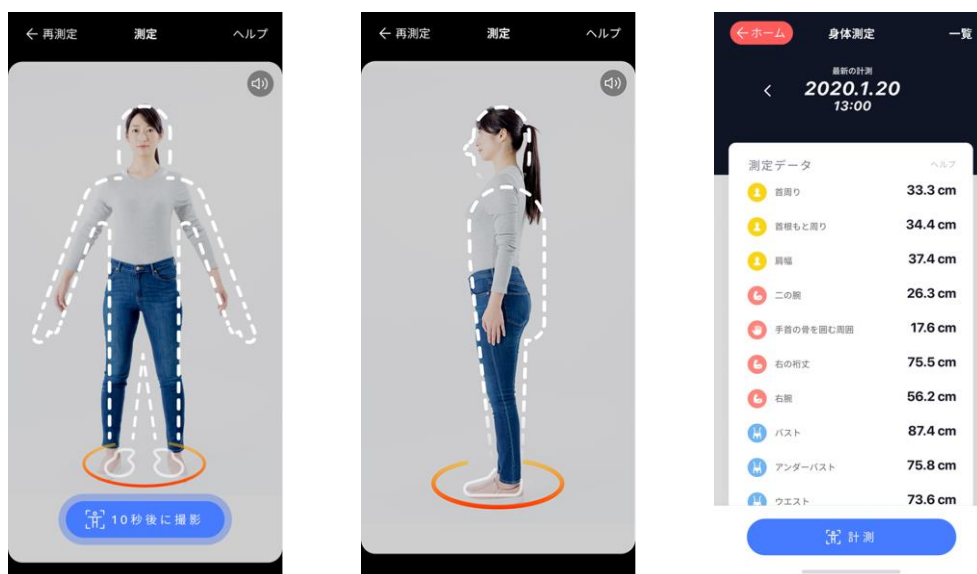 ← 再測定 測定 ヘルプ
10秒後に撮影
← 再測定 測定 ヘルプ
←ホーム 身体測定 一覧
最新の計測
2020.1.20
13:00
測定データ ヘルプ
首周り 33.3 cm
首根もと周り 34.4 cm
肩幅 37.4 cm
二の腕 26.3 cm
手首の骨を囲む周囲 17.6 cm
右の裄丈 75.5 cm
右腕 56.2 cm
バスト 87.4 cm
アンダーバスト 75.8 cm
ウエスト 73.6 cm
計測